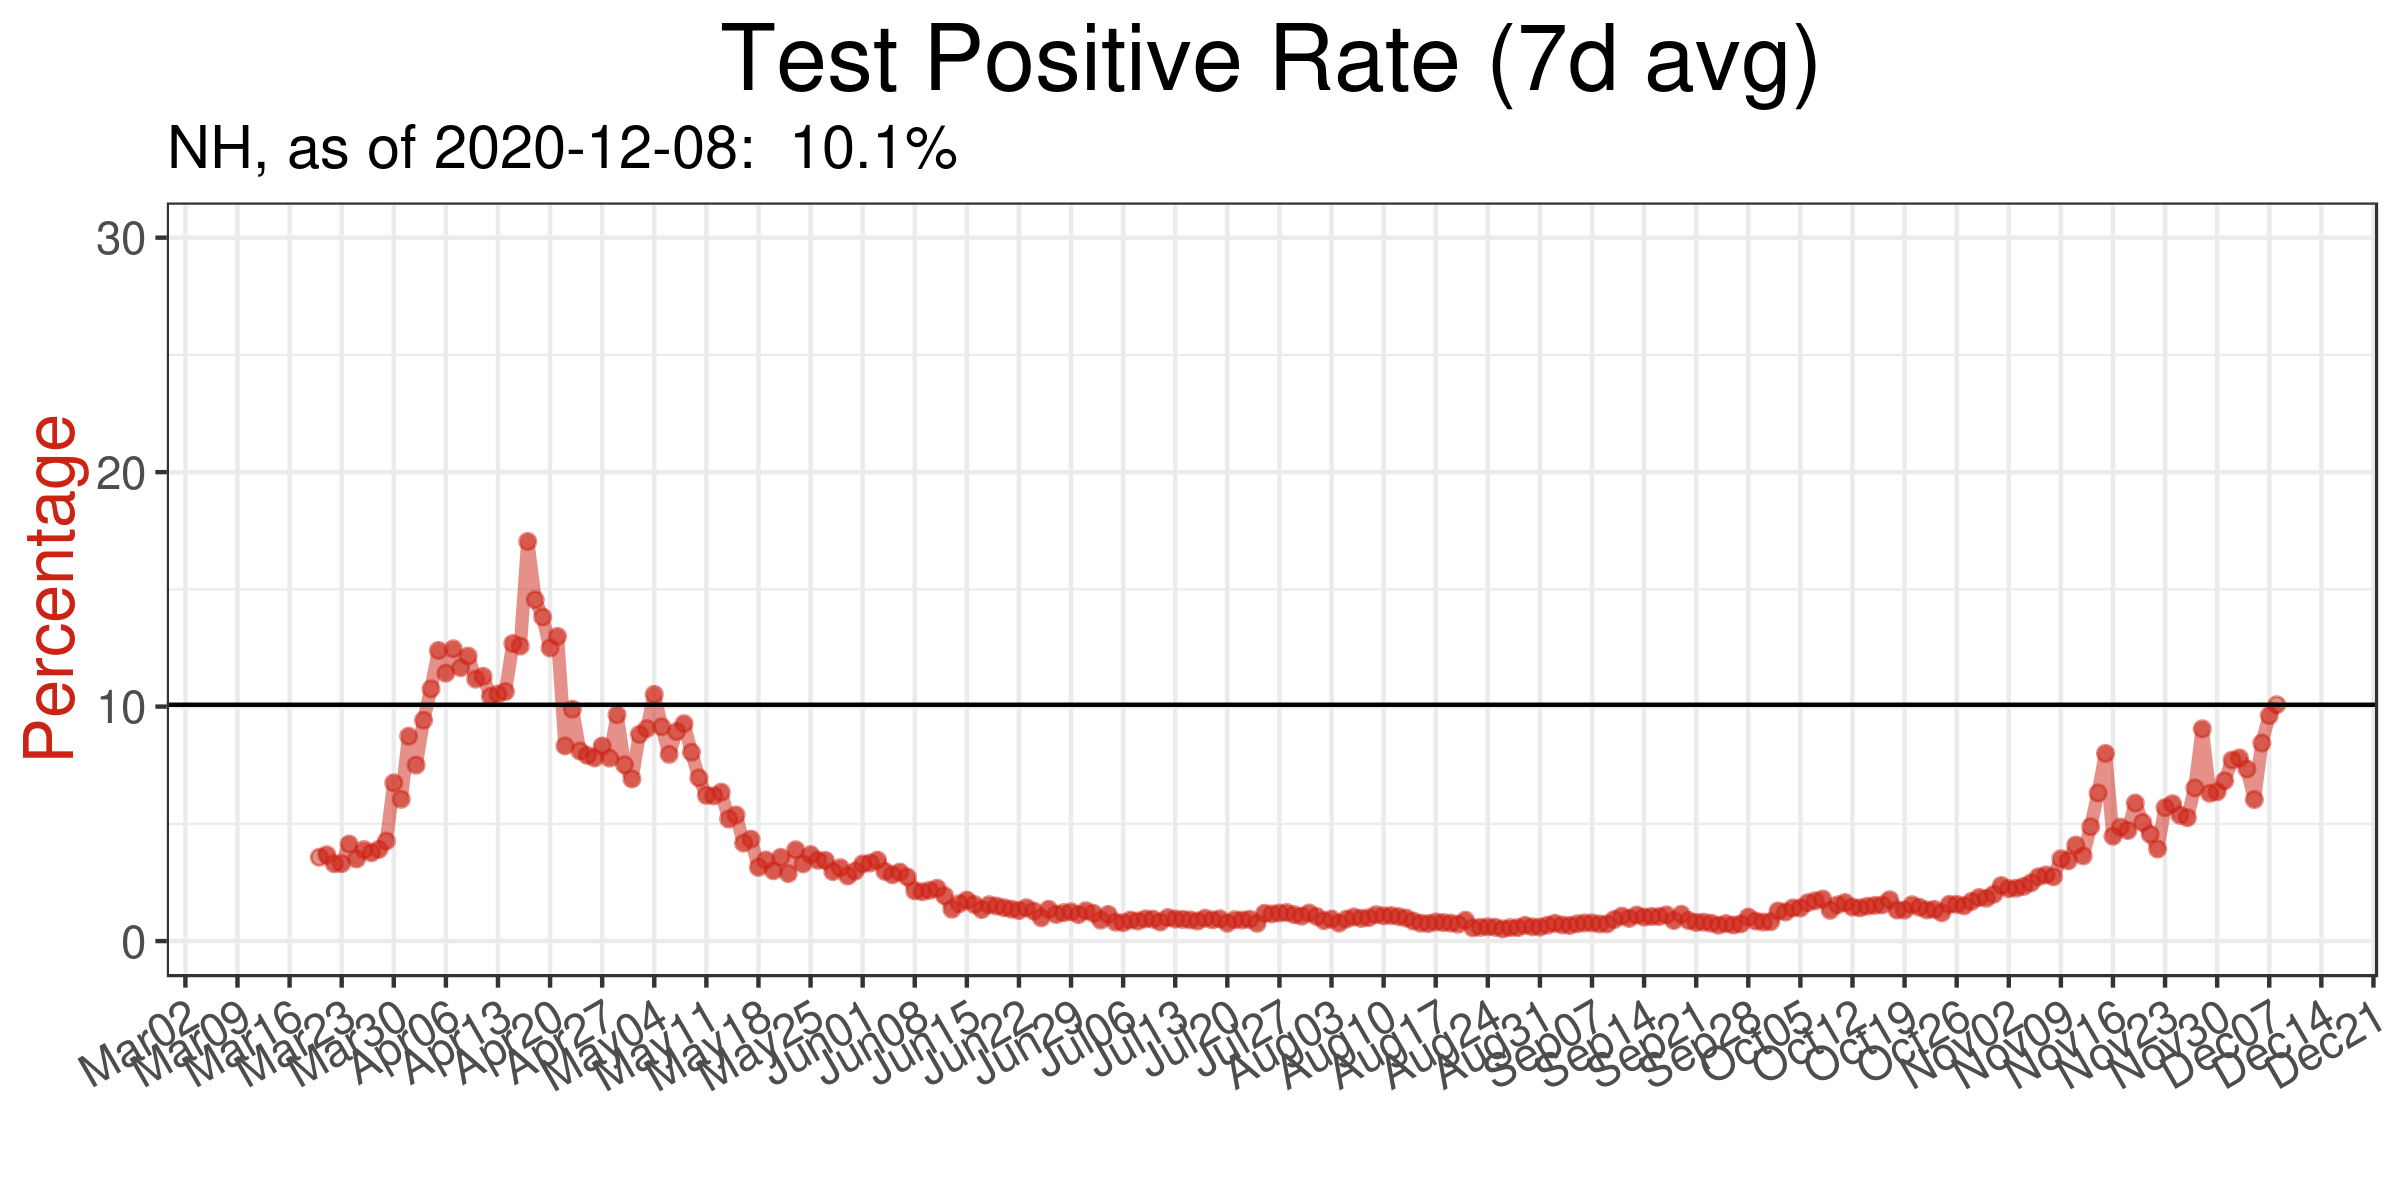 Test Positive Rate (7d avg)
NH, as of 2020-12-08:  10.1%
Percentage
30
20
10
0
Mar02
Mar09
Mar16
Mar23
Mar30
Apr06
Apr13
Apr20
Apr27
May04
May11
May18
May25
Jun01
Jun08
Jun15
Jun22
Jun29
Jul06
Jul13
Jul20
Jul27
Aug03
Aug10
Aug17
Aug24
Aug31
Sep07
Sep14
Sep21
Sep28
Oct05
Oct12
Oct19
Oct26
Nov02
Nov09
Nov16
Nov23
Nov30
Dec07
Dec14
Dec21